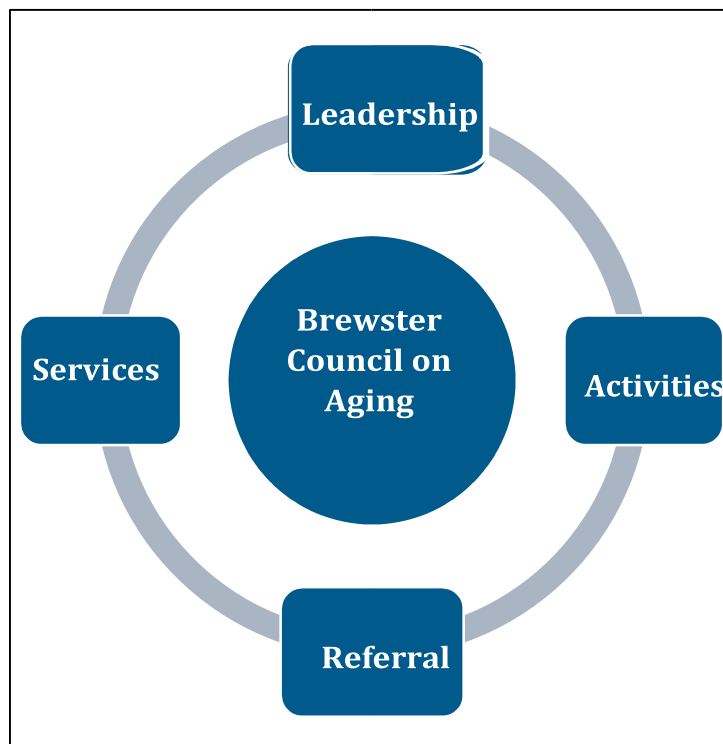 Leadership
Brewster
Council on
Aging
Services
Activities
Referral